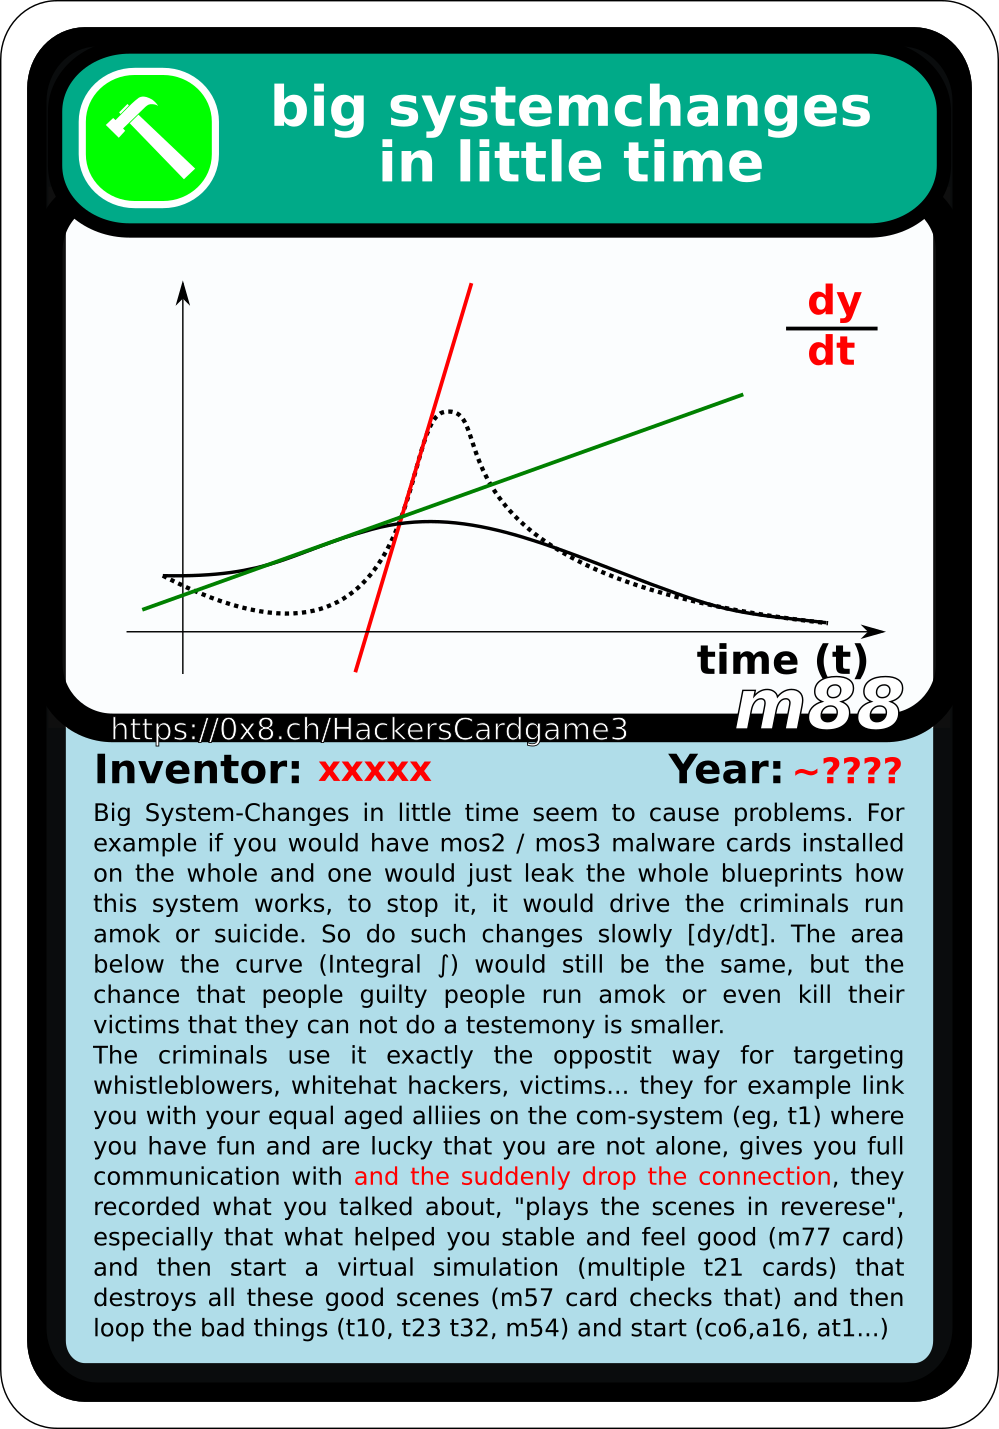 big systemchanges
in little time
dy
dt
time (t)
m88
https://0x8.ch/HackersCardgame3
Inventor: xxxxx Year: ~????
Big System-Changes in little time seem to cause problems. For
example if you would have mos2 / mos3 malware cards installed
on the whole and one would just leak the whole blueprints how
this system works, to stop it, it would drive the criminals run
amok or suicide. So do such changes slowly [dy/dt]. The area
below the curve (Integral ∫) would still be the same, but the
chance that people guilty people run amok or even kill their
victims that they can not do a testemony is smaller.
The criminals use it exactly the oppostit way for targeting
whistleblowers, whitehat hackers, victims... they for example link
you with your equal aged alliies on the com-system (eg, t1) where
you have fun and are lucky that you are not alone, gives you full
communication with and the suddenly drop the connection, they
recorded what you talked about, "plays the scenes in reverese",
especially that what helped you stable and feel good (m77 card)
and then start a virtual simulation (multiple t21 cards) that
destroys all these good scenes (m57 card checks that) and then
loop the bad things (t10, t23 t32, m54) and start (co6,a16, at1...)